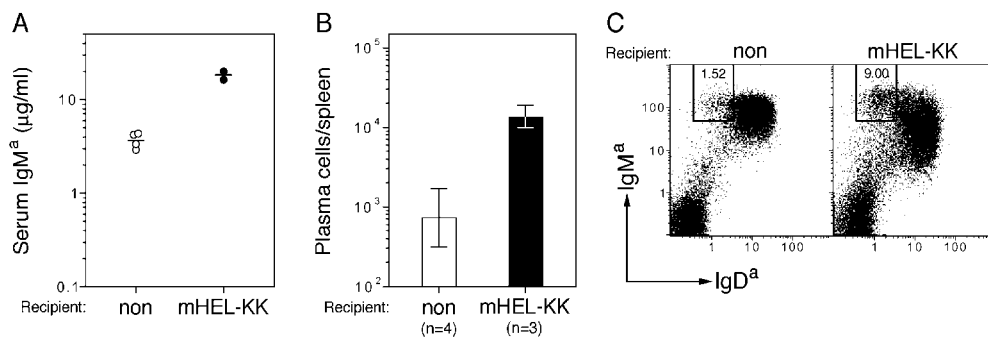 A
Serum IgMa (μg/ml)
10
1
0.1
Recipient: non mHEL-KK
B
Plasma cells/spleen
10^5
10^4
10^3
10^2
Recipient: non mHEL-KK
(n=4) (n=3)
C
Recipient: non mHEL-KK
1.52 9.00
IgMa
100
10
1
1 10 100 1 10 100
IgDa